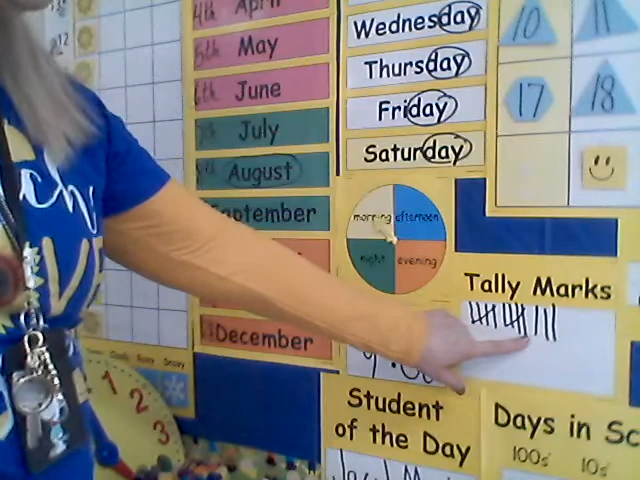 4th April
5th May
6th June
July
August
September
December
Wednesday
Thursday
Friday
Saturday
10
11
17
18
morning
afternoon
night
evening
Tally Marks
Student
of the Day
Days in Sc
100s
10s
1
2
3